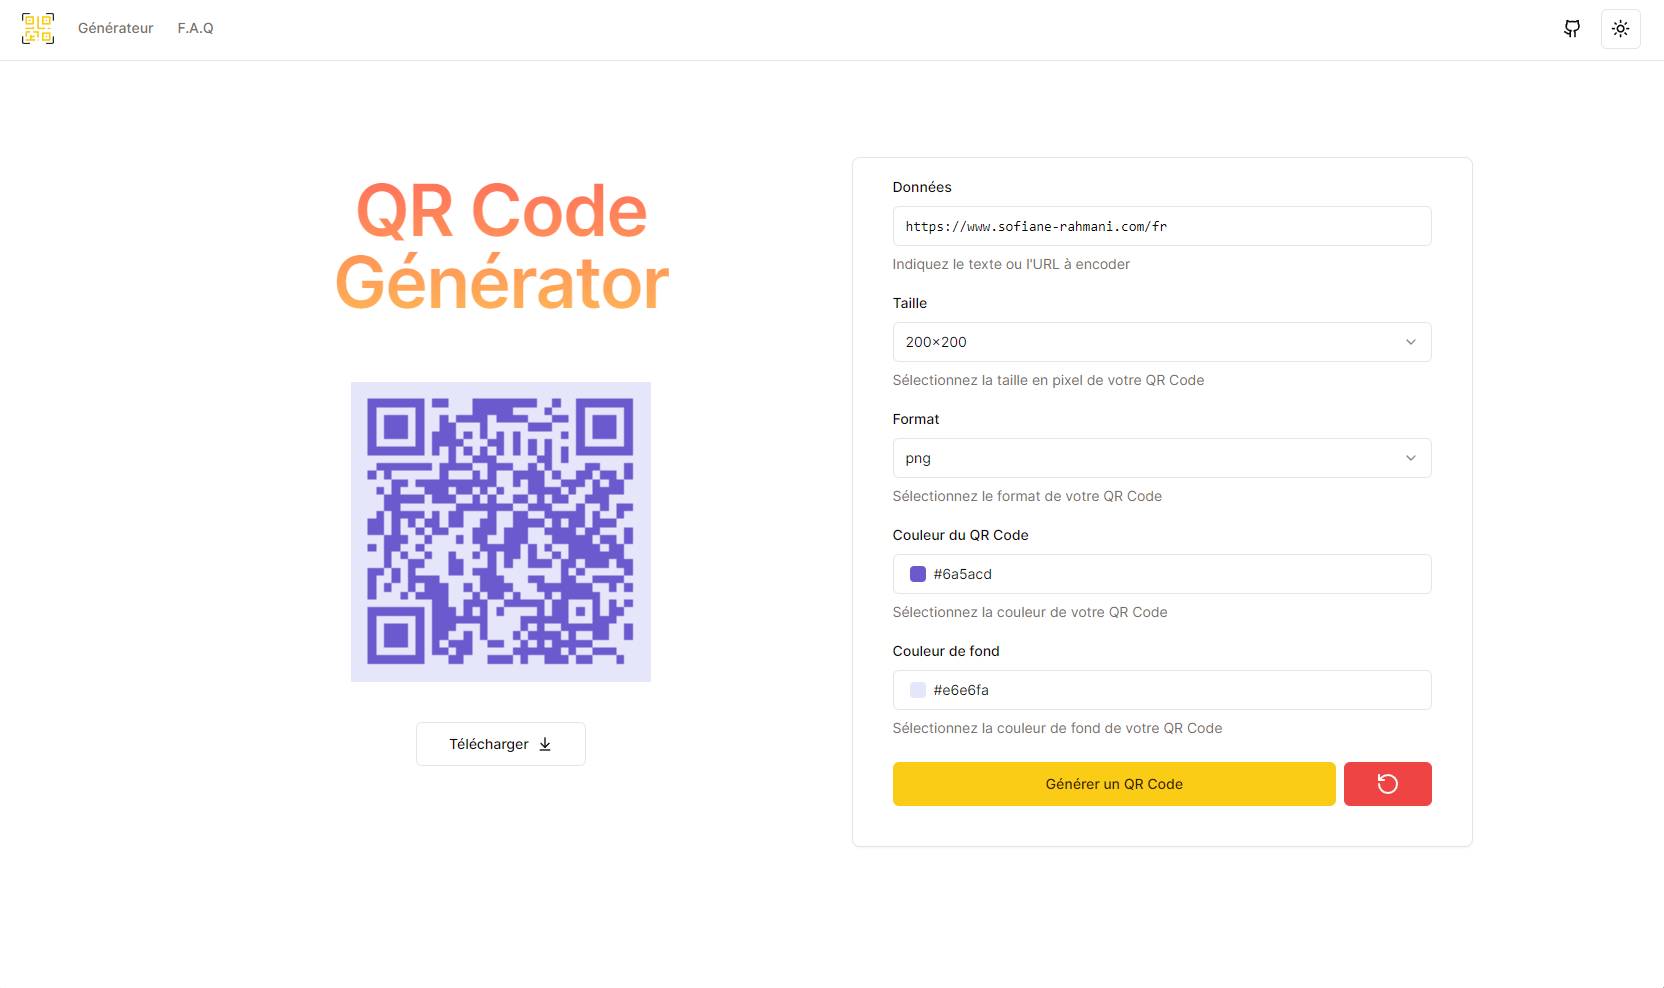 Générateur
F.A.Q
QR Code
Générator
Télécharger
Données
https://www.sofiane-rahmani.com/fr
Indiquez le texte ou l'URL à encoder
Taille
200×200
Sélectionnez la taille en pixel de votre QR Code
Format
png
Sélectionnez le format de votre QR Code
Couleur du QR Code
#6a5acd
Sélectionnez la couleur de votre QR Code
Couleur de fond
#e6e6fa
Sélectionnez la couleur de fond de votre QR Code
Générer un QR Code